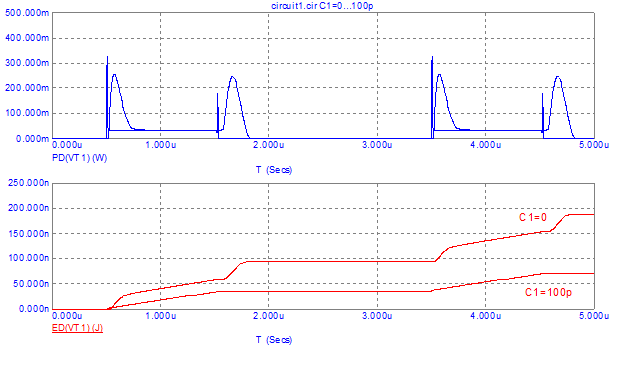 circuit1.cir C1=0...100p
500.000m
400.000m
300.000m
200.000m
100.000m
0.000m
0.000u 1.000u 2.000u 3.000u 4.000u 5.000u
PD(VT1) (W)
T (Secs)
250.000n
200.000n
C1=0
150.000n
100.000n
50.000n
C1=100p
0.000n
0.000u 1.000u 2.000u 3.000u 4.000u 5.000u
ED(VT1) (J)
T (Secs)